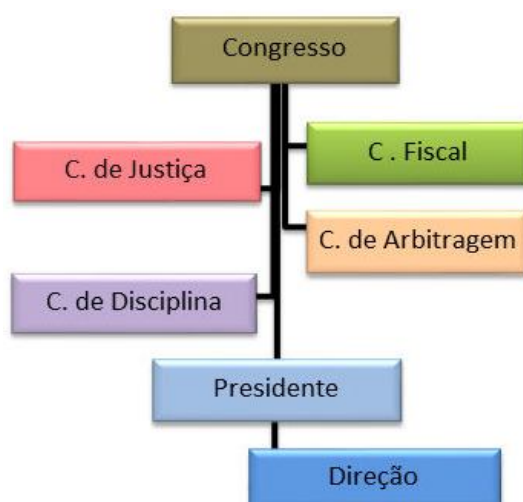 Congresso
C . Fiscal
C. de Justiça
C. de Arbitragem
C. de Disciplina
Presidente
Direção